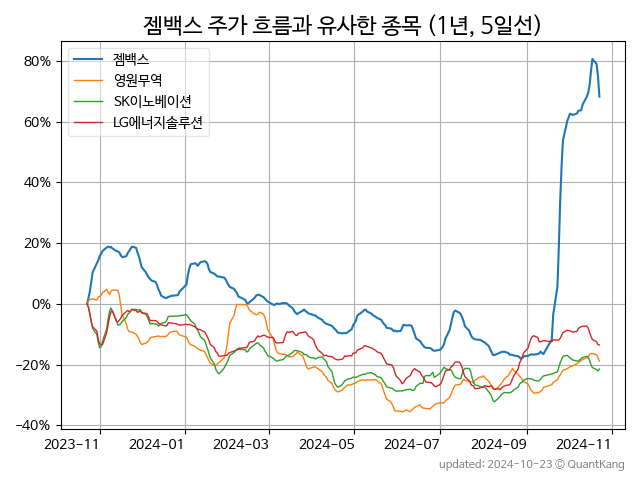 젬백스 주가 흐름과 유사한 종목 (1년, 5일선)
젬백스
영원무역
SK이노베이션
LG에너지솔루션
80%
60%
40%
20%
0%
−20%
−40%
2023-11 2024-01 2024-03 2024-05 2024-07 2024-09 2024-11
updated: 2024-10-23 © QuantKang